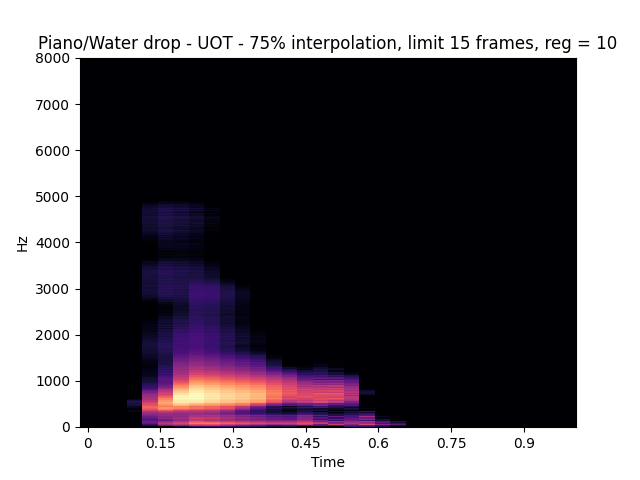 Piano/Water drop - UOT - 75% interpolation, limit 15 frames, reg = 10
8000
7000
6000
5000
4000
3000
2000
1000
0
Hz
0 0.15 0.3 0.45 0.6 0.75 0.9
Time